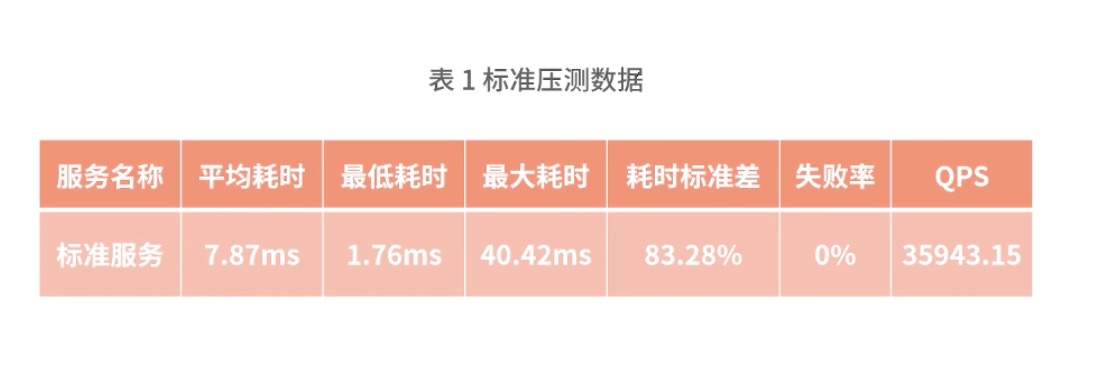 表 1 标准压测数据
服务名称 平均耗时 最低耗时 最大耗时 耗时标准差 失败率 QPS
标准服务 7.87ms 1.76ms 40.42ms 83.28% 0% 35943.15